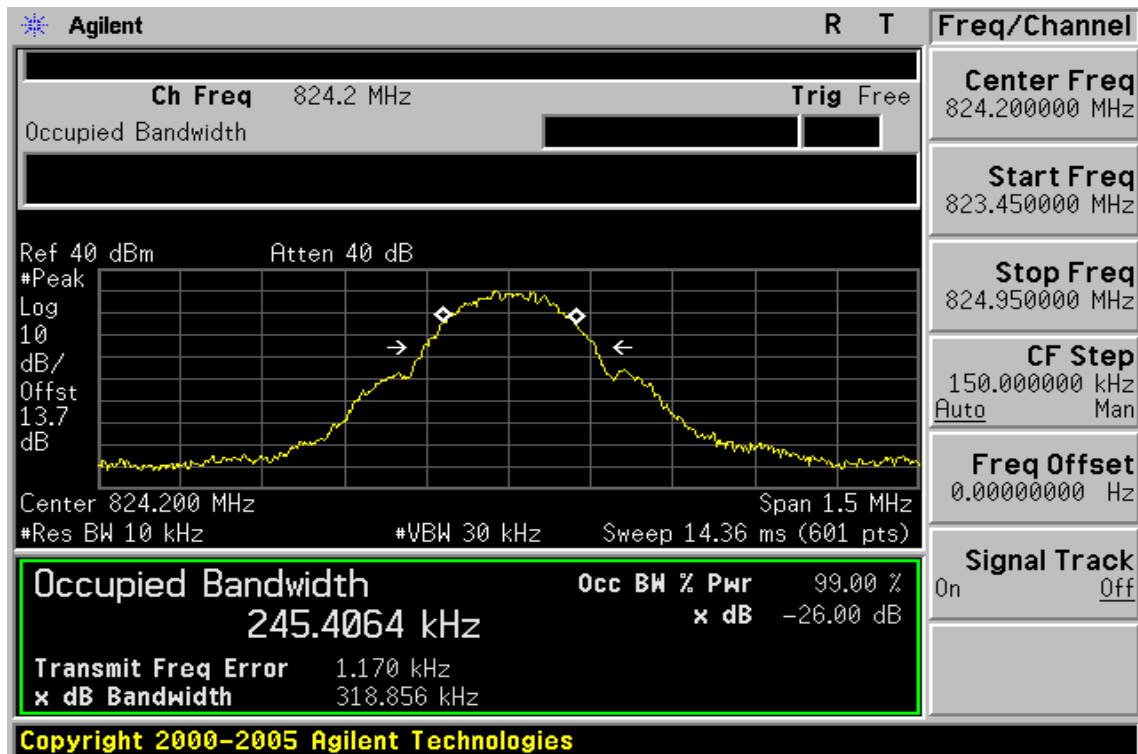 Agilent R T
Freq/Channel
Ch Freq 824.2 MHz Trig Free
Occupied Bandwidth
Center Freq
824.200000 MHz
Start Freq
823.450000 MHz
Stop Freq
824.950000 MHz
CF Step
150.000000 kHz
Auto Man
Freq Offset
0.00000000 Hz
Signal Track
On Off
Ref 40 dBm Atten 40 dB
#Peak
Log
10
dB/
Offst
13.7
dB
Center 824.200 MHz Span 1.5 MHz
#Res BW 10 kHz #VBW 30 kHz Sweep 14.36 ms (601 pts)
Occupied Bandwidth Occ BW % Pwr 99.00 %
245.4064 kHz x dB -26.00 dB
Transmit Freq Error 1.170 kHz
x dB Bandwidth 318.856 kHz
Copyright 2000-2005 Agilent Technologies